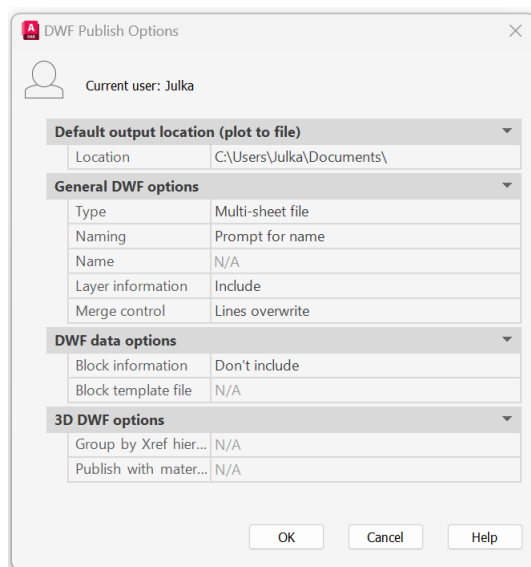 A CAD DWF Publish Options
Current user: Julka
Default output location (plot to file)
Location C:\Users\Julka\Documents\
General DWF options
Type Multi-sheet file
Naming Prompt for name
Name N/A
Layer information Include
Merge control Lines overwrite
DWF data options
Block information Don't include
Block template file N/A
3D DWF options
Group by Xref hier... N/A
Publish with mater... N/A
OK Cancel Help